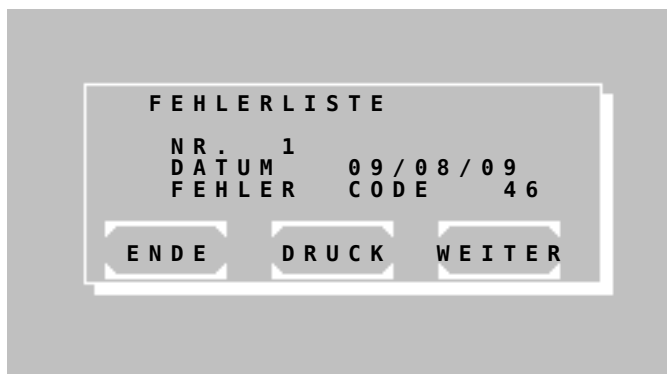 FEHLERLISTE
NR. 1
DATUM 09/08/09
FEHLER CODE 46
ENDE DRUCK WEITER